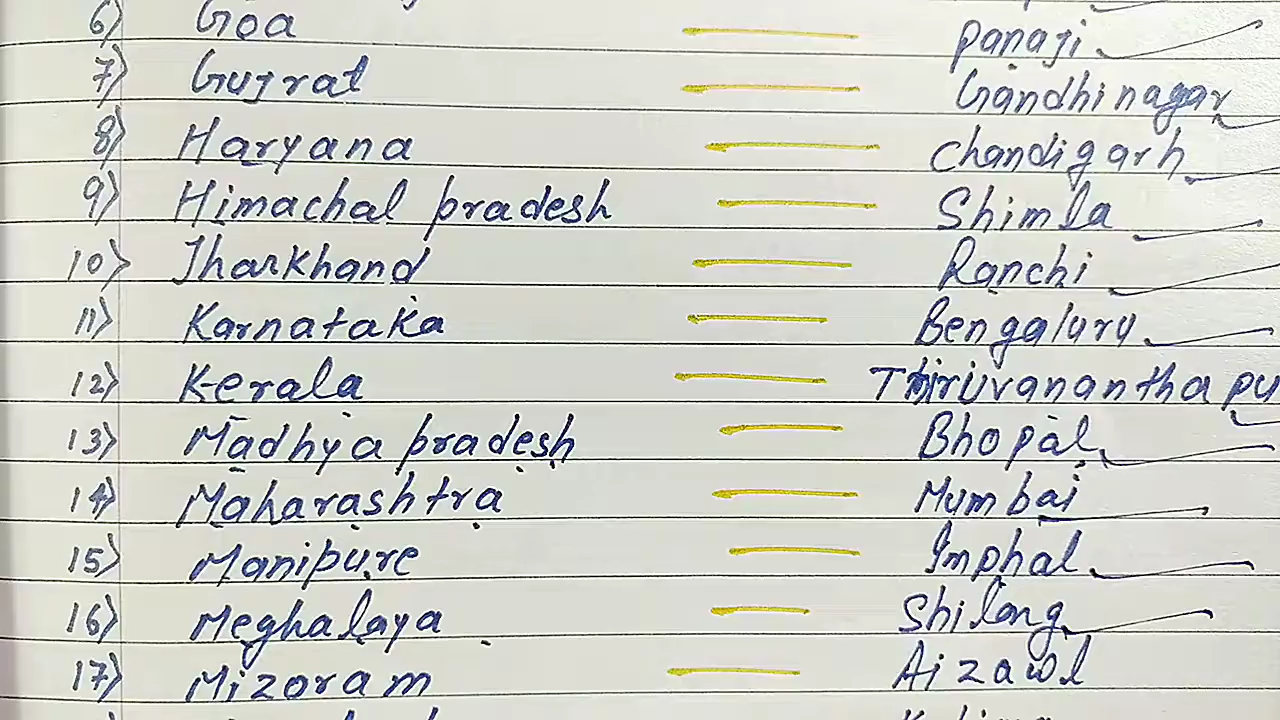 6) Goa — Panaji
7) Gujrat — Gandhinagar
8) Haryana — Chandigarh
9) Himachal pradesh — Shimla
10) Jharkhand — Ranchi
11) Karnataka — Bengaluru
12) Kerala — Thiruvananthapu
13) Madhya pradesh — Bhopal
14) Maharashtra — Mumbai
15) Manipure — Imphal
16) Meghalaya — Shilong
17) Mizoram — Aizawl